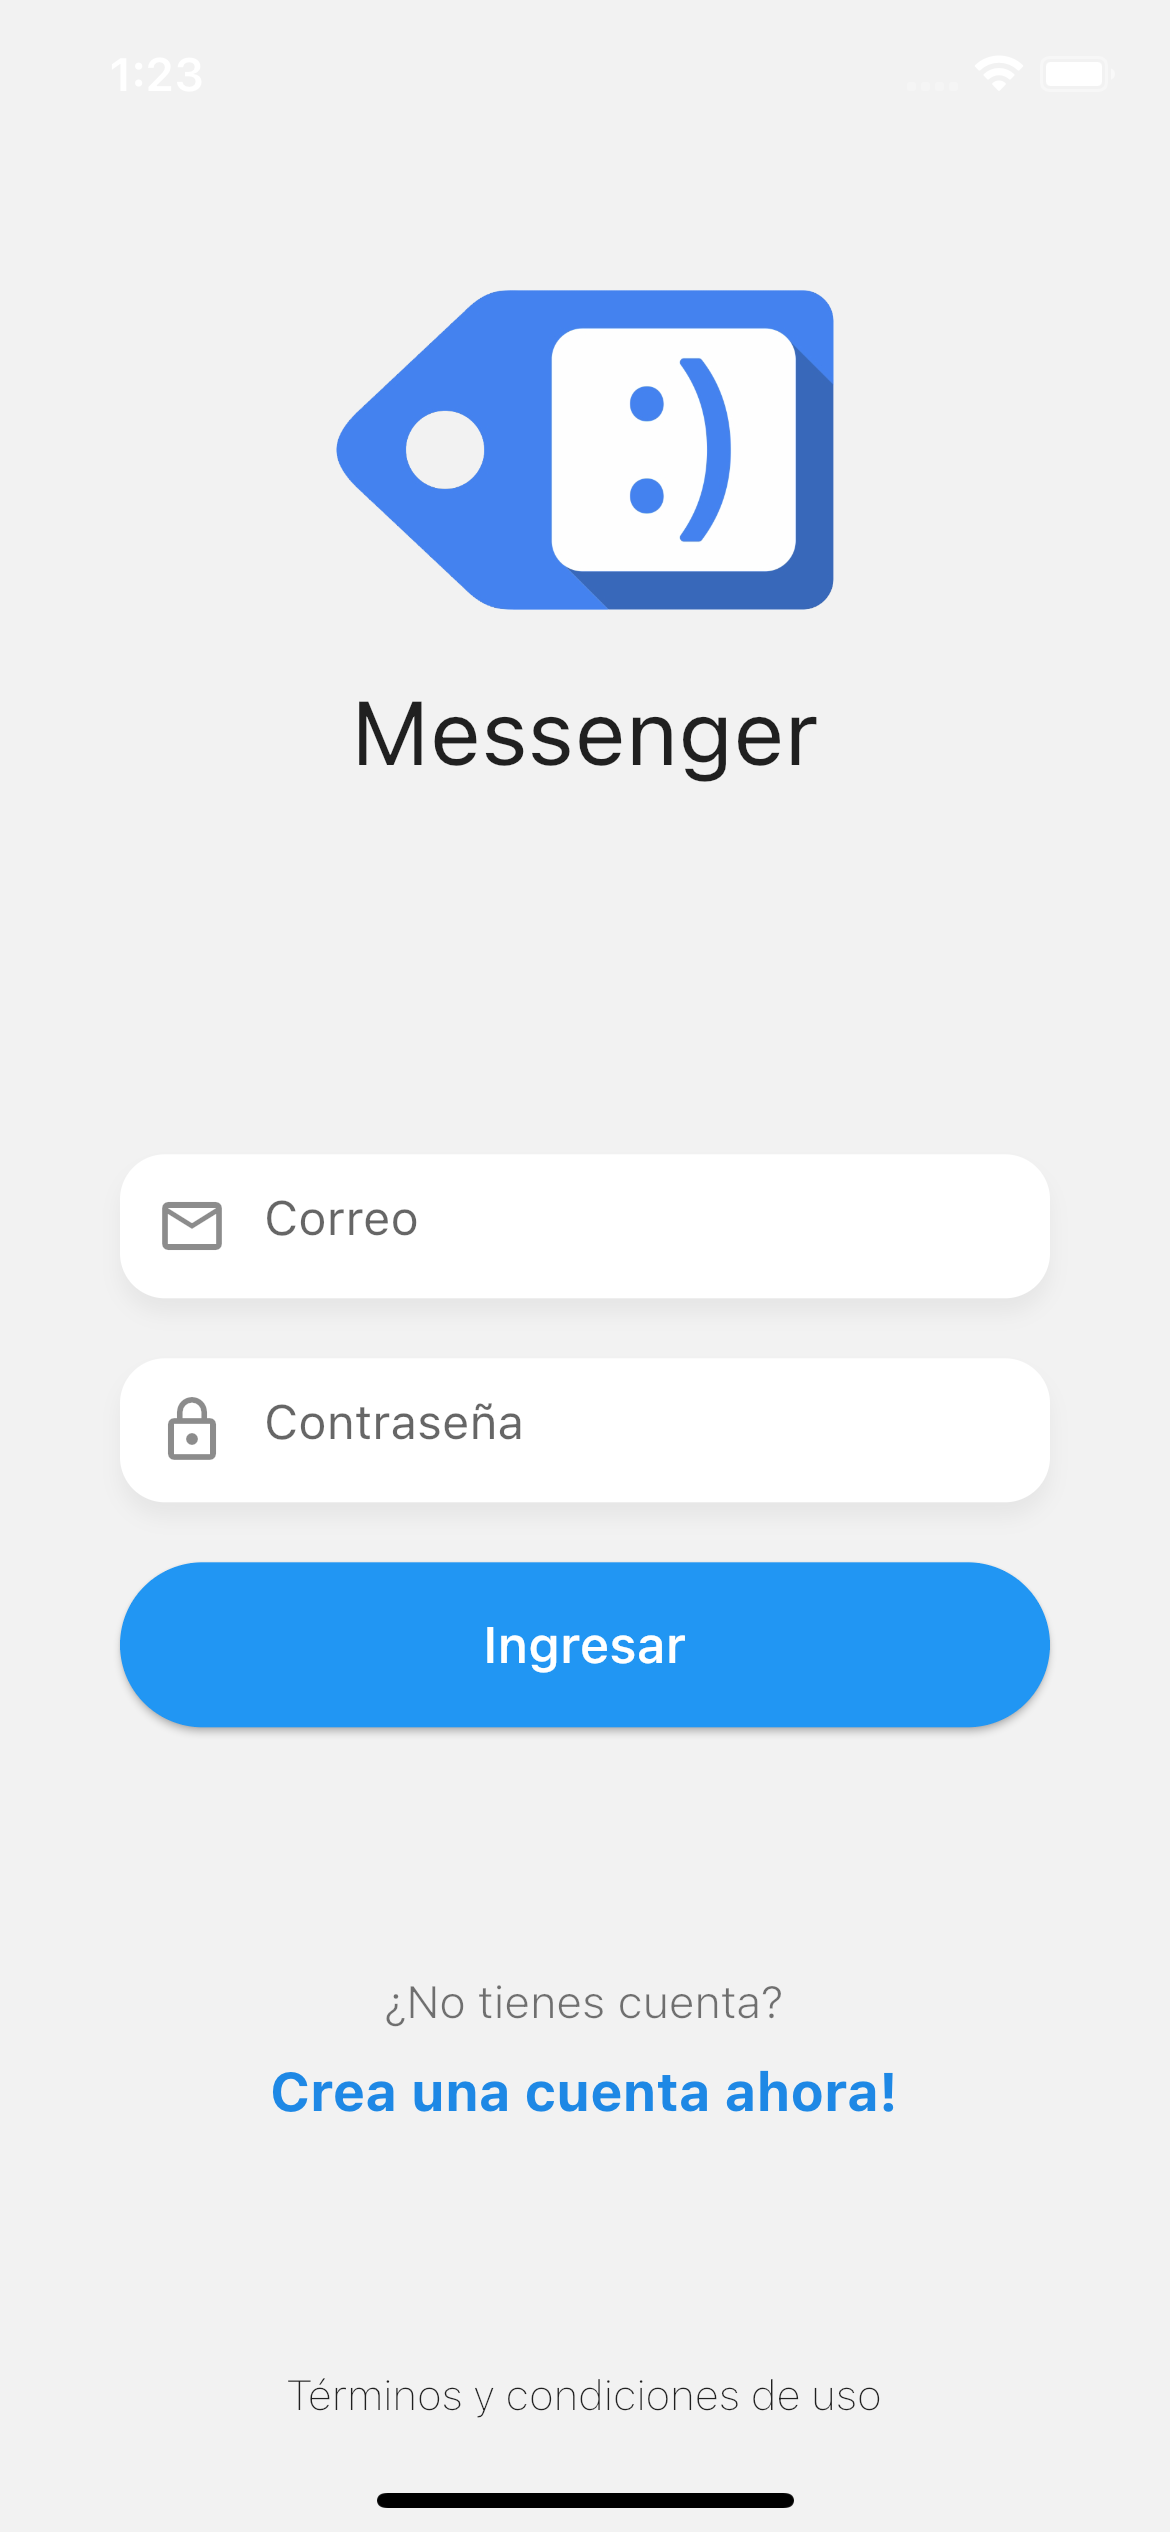 1:23
:)
Messenger
Correo
Contraseña
Ingresar
¿No tienes cuenta?
Crea una cuenta ahora!
Términos y condiciones de uso